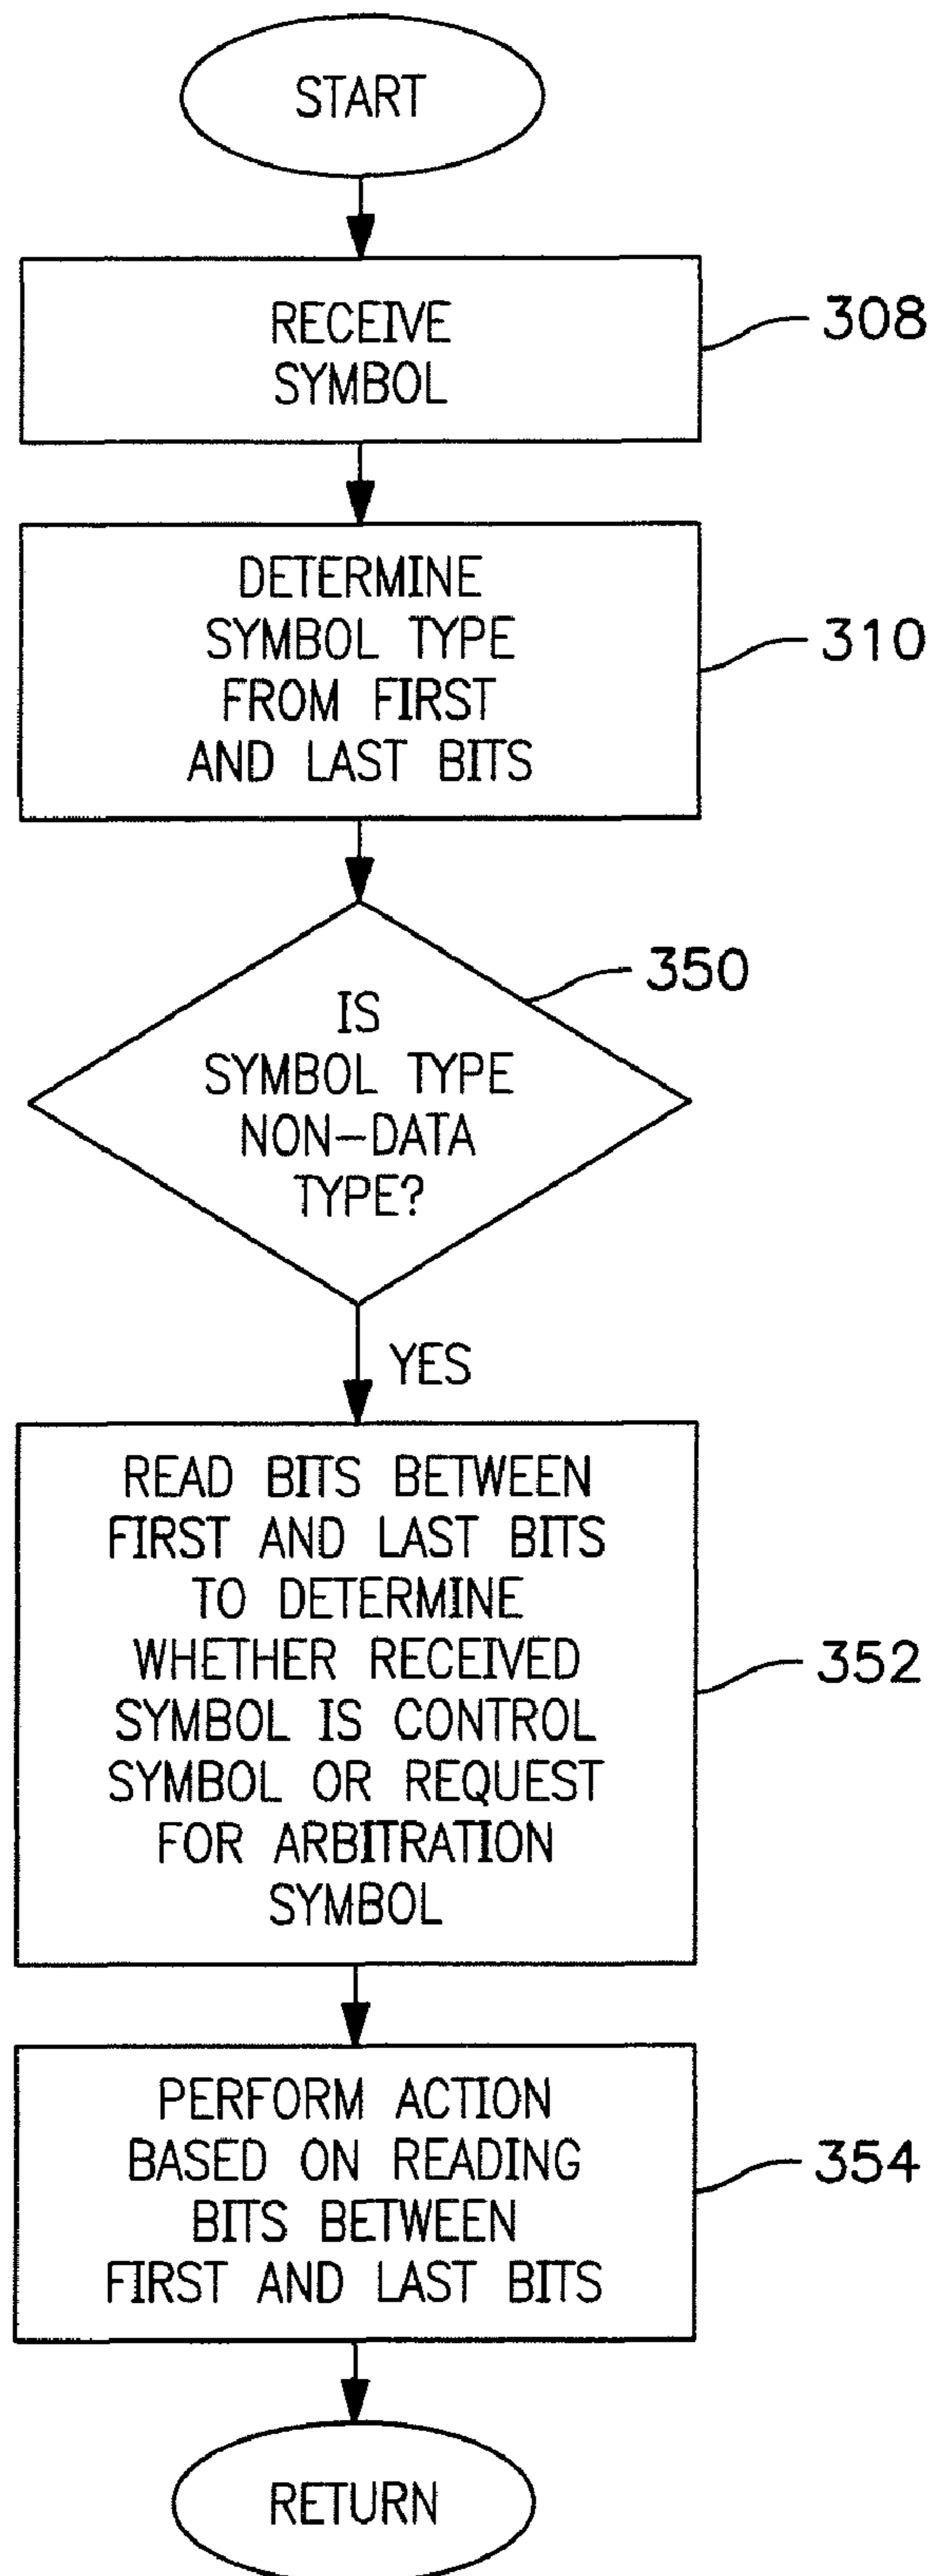 START
RECEIVE
SYMBOL
308
DETERMINE
SYMBOL TYPE
FROM FIRST
AND LAST BITS
310
IS
SYMBOL TYPE
NON-DATA
TYPE?
350
YES
READ BITS BETWEEN
FIRST AND LAST BITS
TO DETERMINE
WHETHER RECEIVED
SYMBOL IS CONTROL
SYMBOL OR REQUEST
FOR ARBITRATION
SYMBOL
352
PERFORM ACTION
BASED ON READING
BITS BETWEEN
FIRST AND LAST BITS
354
RETURN